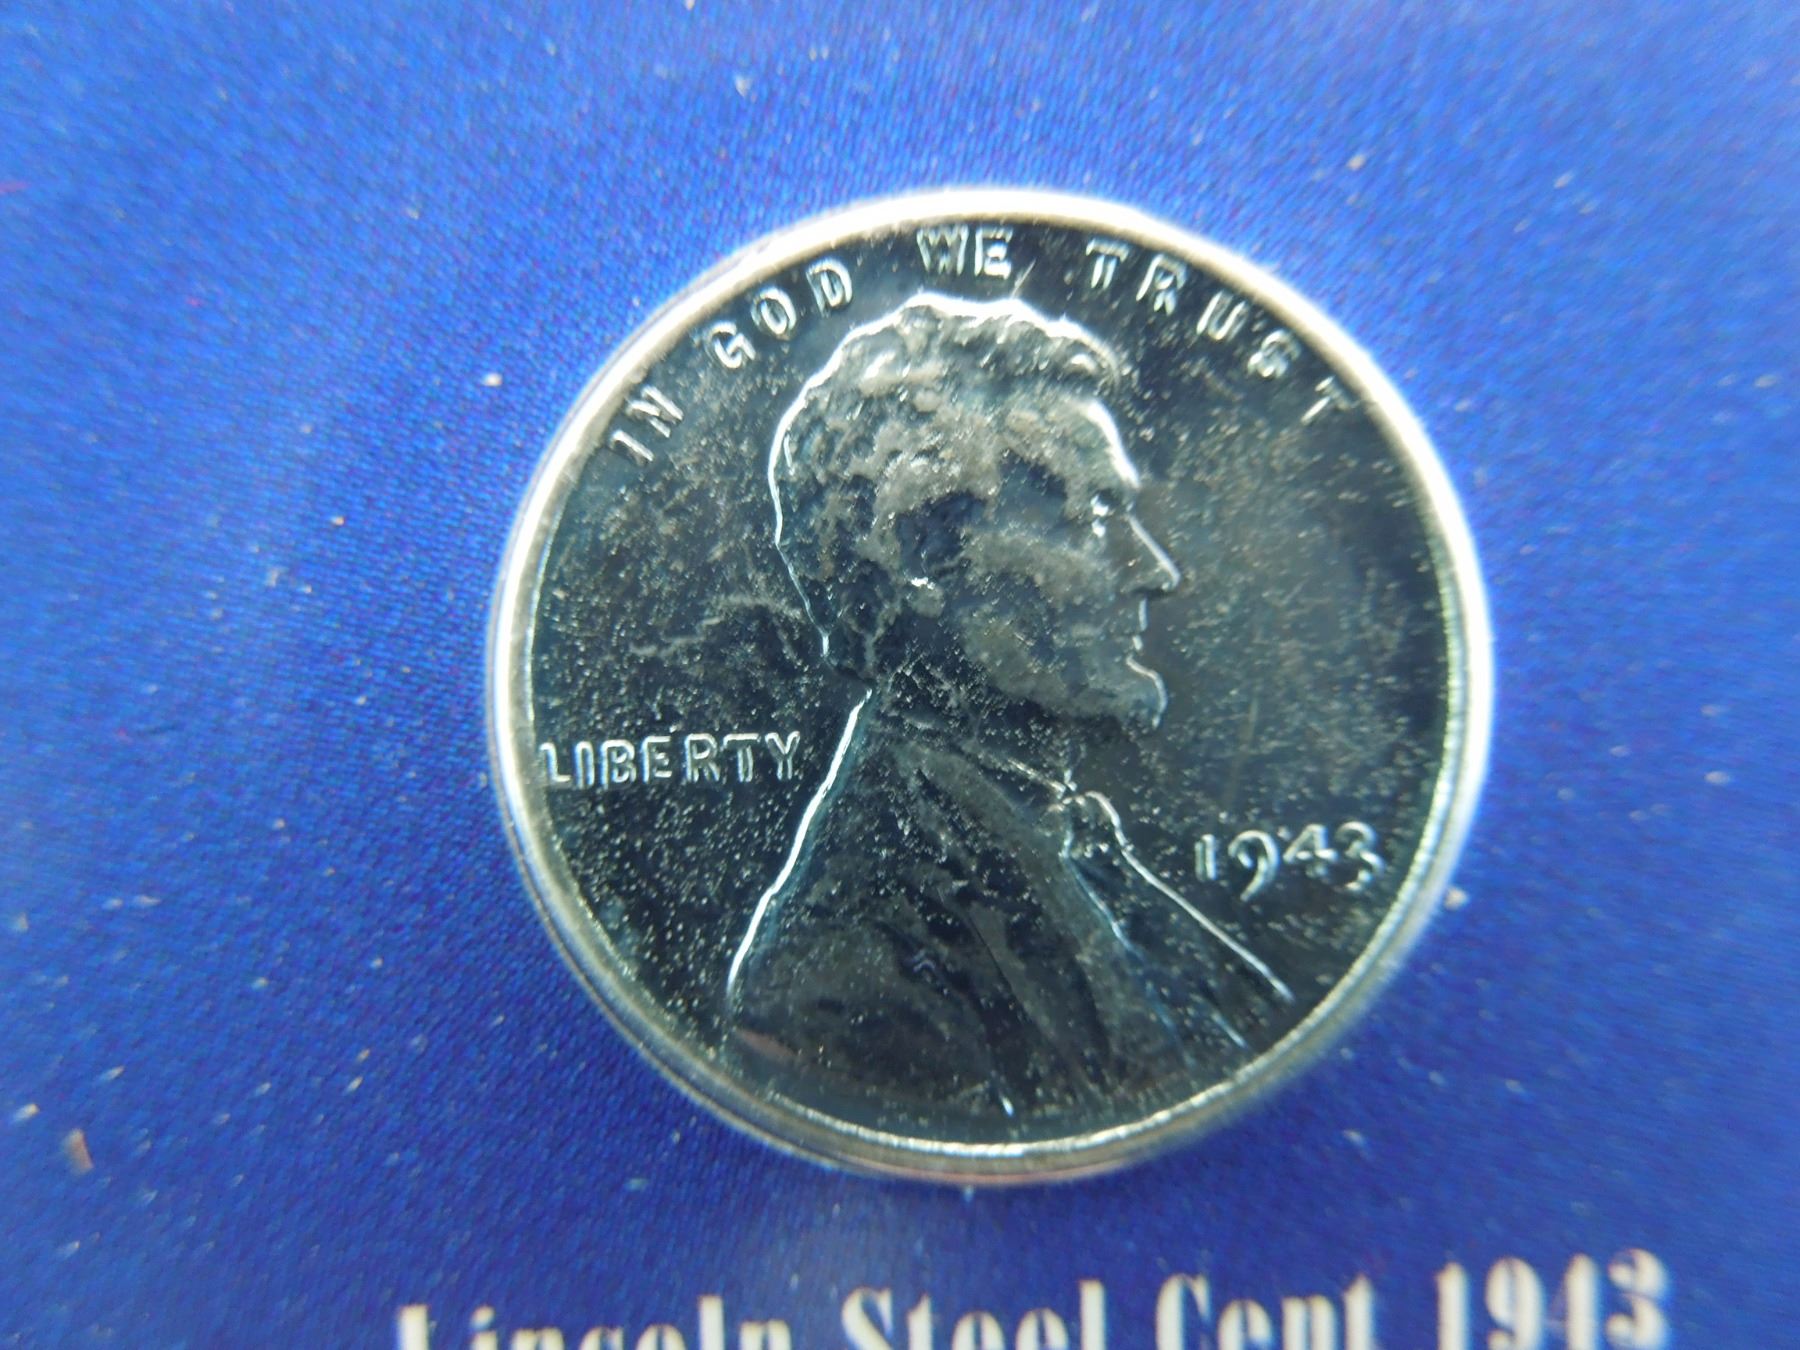 IN GOD WE TRUST
LIBERTY
1943
Lincoln Steel Cent 1943